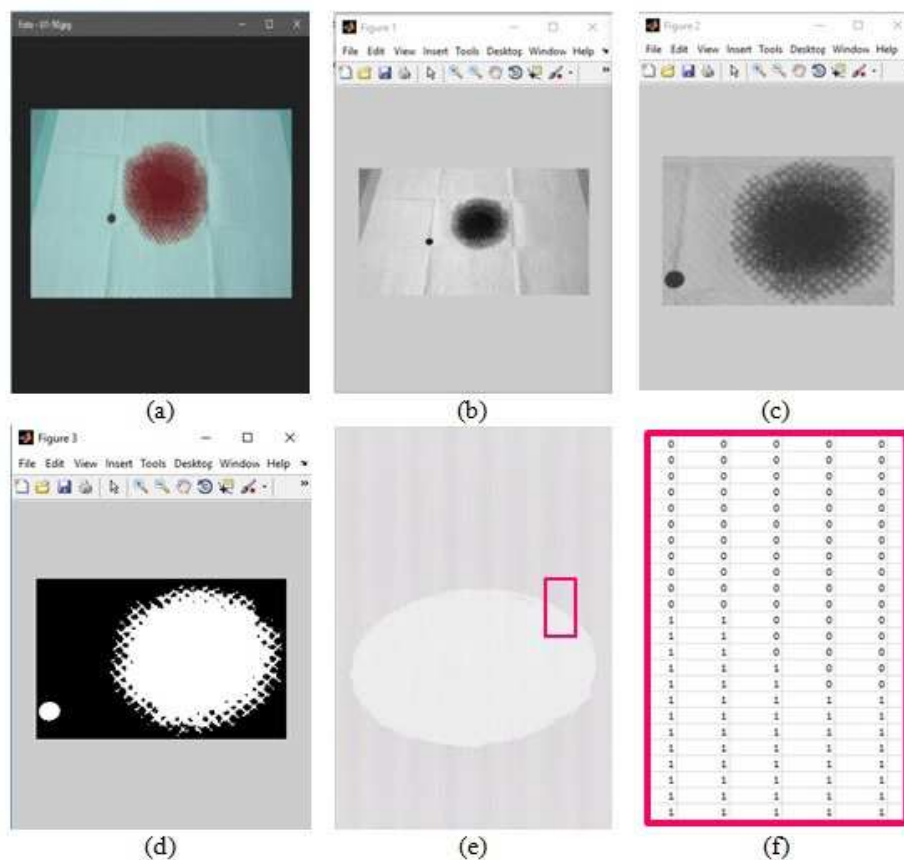 Foto -
Figure 1
File Edit View Insert Tools Desktop Window Help
Figure 2
File Edit View Insert Tools Desktop Window Help
(a)
(b)
(c)
Figure 3
File Edit View Insert Tools Desktop Window Help
0 0 0 0 0
0 0 0 0 0
0 0 0 0 0
0 0 0 0 0
0 0 0 0 0
0 0 0 0 0
0 0 0 0 0
0 0 0 0 0
0 0 0 0 0
0 0 0 0 0
0 0 0 0 0
1 1 0 0 0
1 1 0 0 0
1 1 0 0 0
1 1 1 0 0
1 1 1 0 0
1 1 1 1 1
1 1 1 1 1
1 1 1 1 1
1 1 1 1 1
1 1 1 1 1
1 1 1 1 1
1 1 1 1 1
1 1 1 1 1
(d)
(e)
(f)